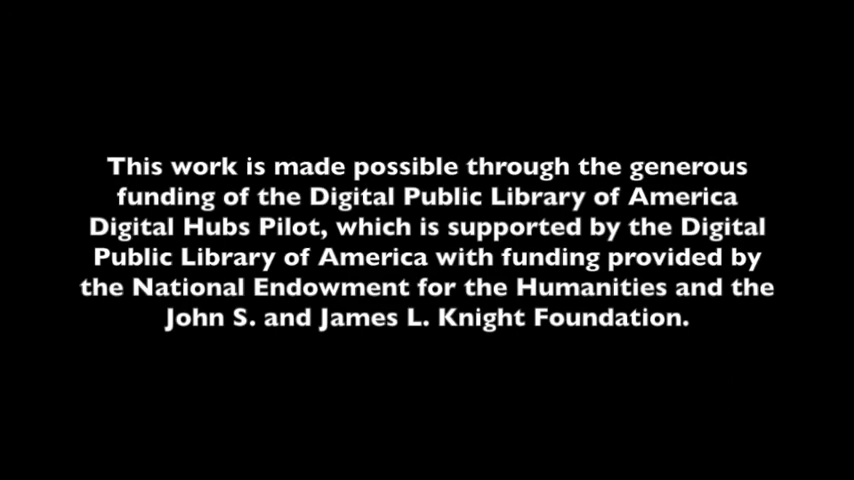 This work is made possible through the generous
funding of the Digital Public Library of America
Digital Hubs Pilot, which is supported by the Digital
Public Library of America with funding provided by
the National Endowment for the Humanities and the
John S. and James L. Knight Foundation.